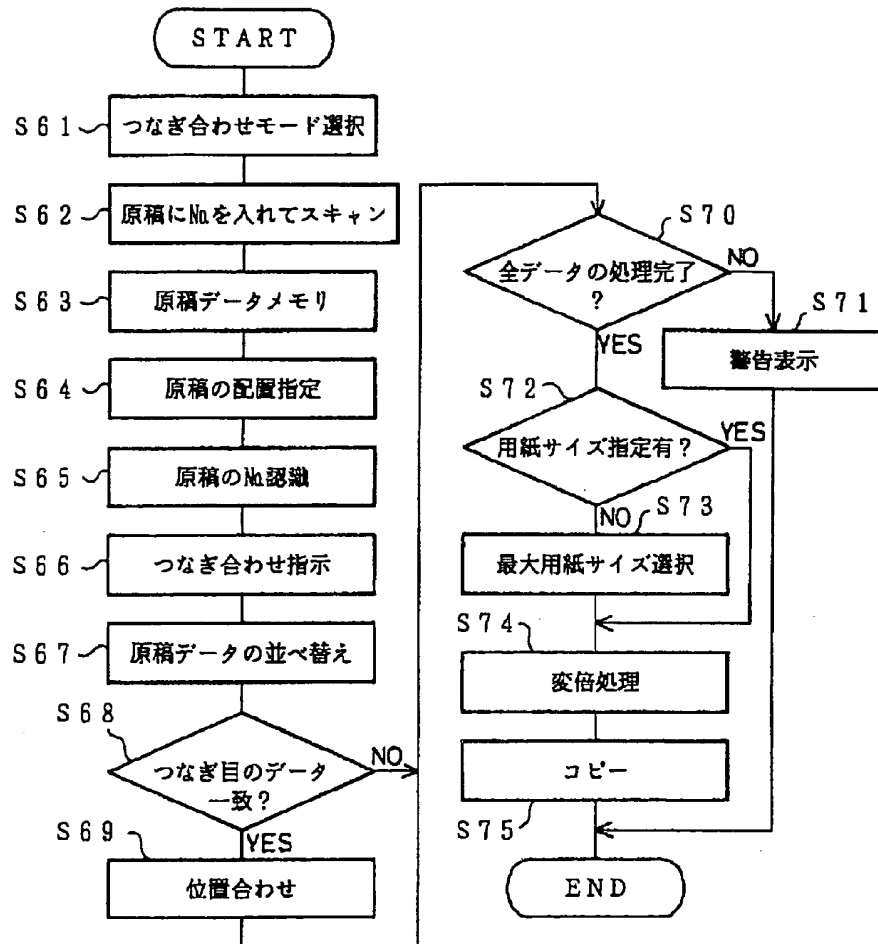 START
S61
つなぎ合わせモード選択
S62
原稿に№を入れてスキャン
S63
原稿データメモリ
S64
原稿の配置指定
S65
原稿の№認識
S66
つなぎ合わせ指示
S67
原稿データの並べ替え
S68
つなぎ目のデータ
一致?
NO
YES
S69
位置合わせ
S70
全データの処理完了
?
NO
YES
S71
警告表示
S72
用紙サイズ指定有?
YES
NO
S73
最大用紙サイズ選択
S74
変倍処理
コピー
S75
END